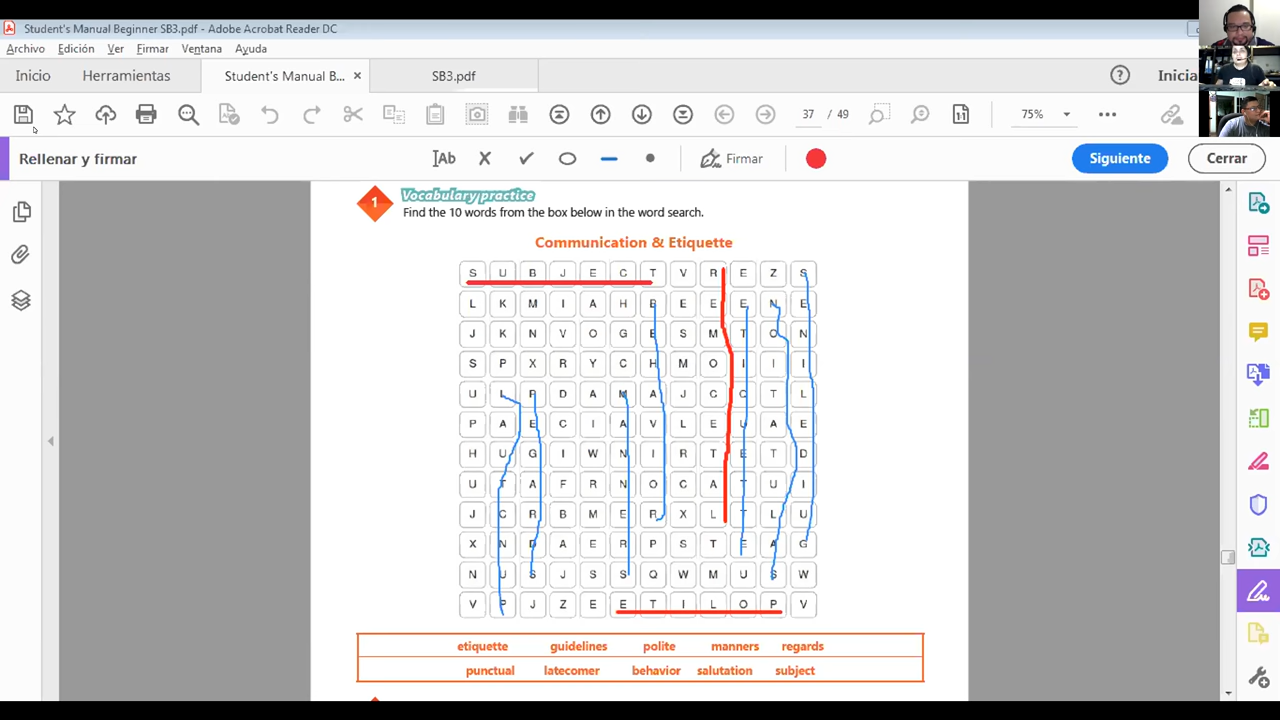 Student's Manual Beginner SB3.pdf - Adobe Acrobat Reader DC
Archivo Edición Ver Firmar Ventana Ayuda
Inicio Herramientas Student's Manual B... × SB3.pdf ? Inicia
37 / 49 75%
Rellenar y firmar Ab Firmar Siguiente Cerrar
1 Vocabulary practice
Find the 10 words from the box below in the word search.
Communication & Etiquette
S U B J E C T V R E Z S
L K M I A H B E E E N E
J K N V O G E S M T O N
S P X R Y C H M O I I I
U L R D A M A J C Q T L
P A E C I A V L E U A E
H U G I W N I R T E T D
U T A F R N O C A T U I
J C R B M E R X L T L U
X N D A E R P S T E A G
N U S J S S Q W M U S W
V P J Z E E T I L O P V
etiquette guidelines polite manners regards
punctual latecomer behavior salutation subject